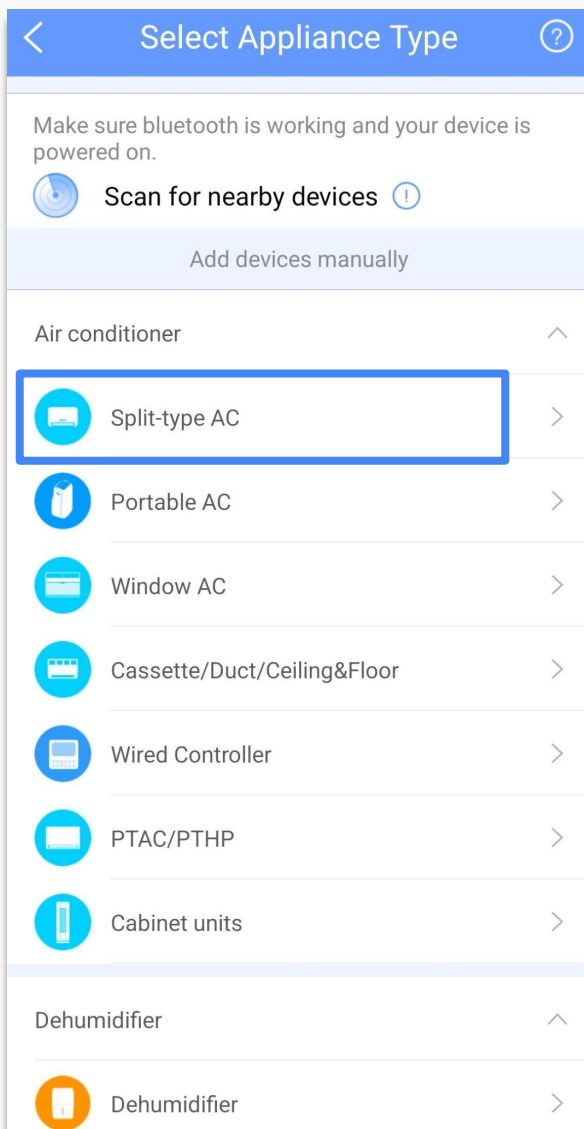 Select Appliance Type
Make sure bluetooth is working and your device is
powered on.
Scan for nearby devices
Add devices manually
Air conditioner
Split-type AC
Portable AC
Window AC
Cassette/Duct/Ceiling&Floor
Wired Controller
PTAC/PTHP
Cabinet units
Dehumidifier
Dehumidifier